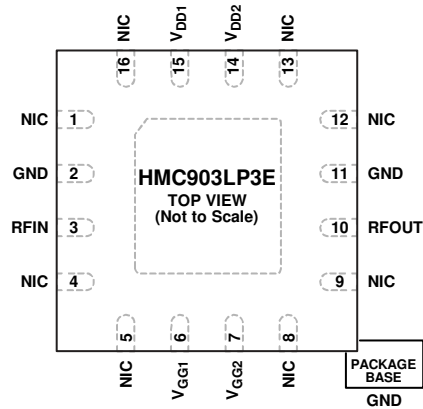 NIC VDD1 VDD2 NIC
16 15 14 13
NIC 1 12 NIC
GND 2 11 GND
RFIN 3 10 RFOUT
NIC 4 9 NIC
HMC903LP3E
TOP VIEW
(Not to Scale)
5 6 7 8
NIC VGG1 VGG2 NIC
PACKAGE
BASE
GND